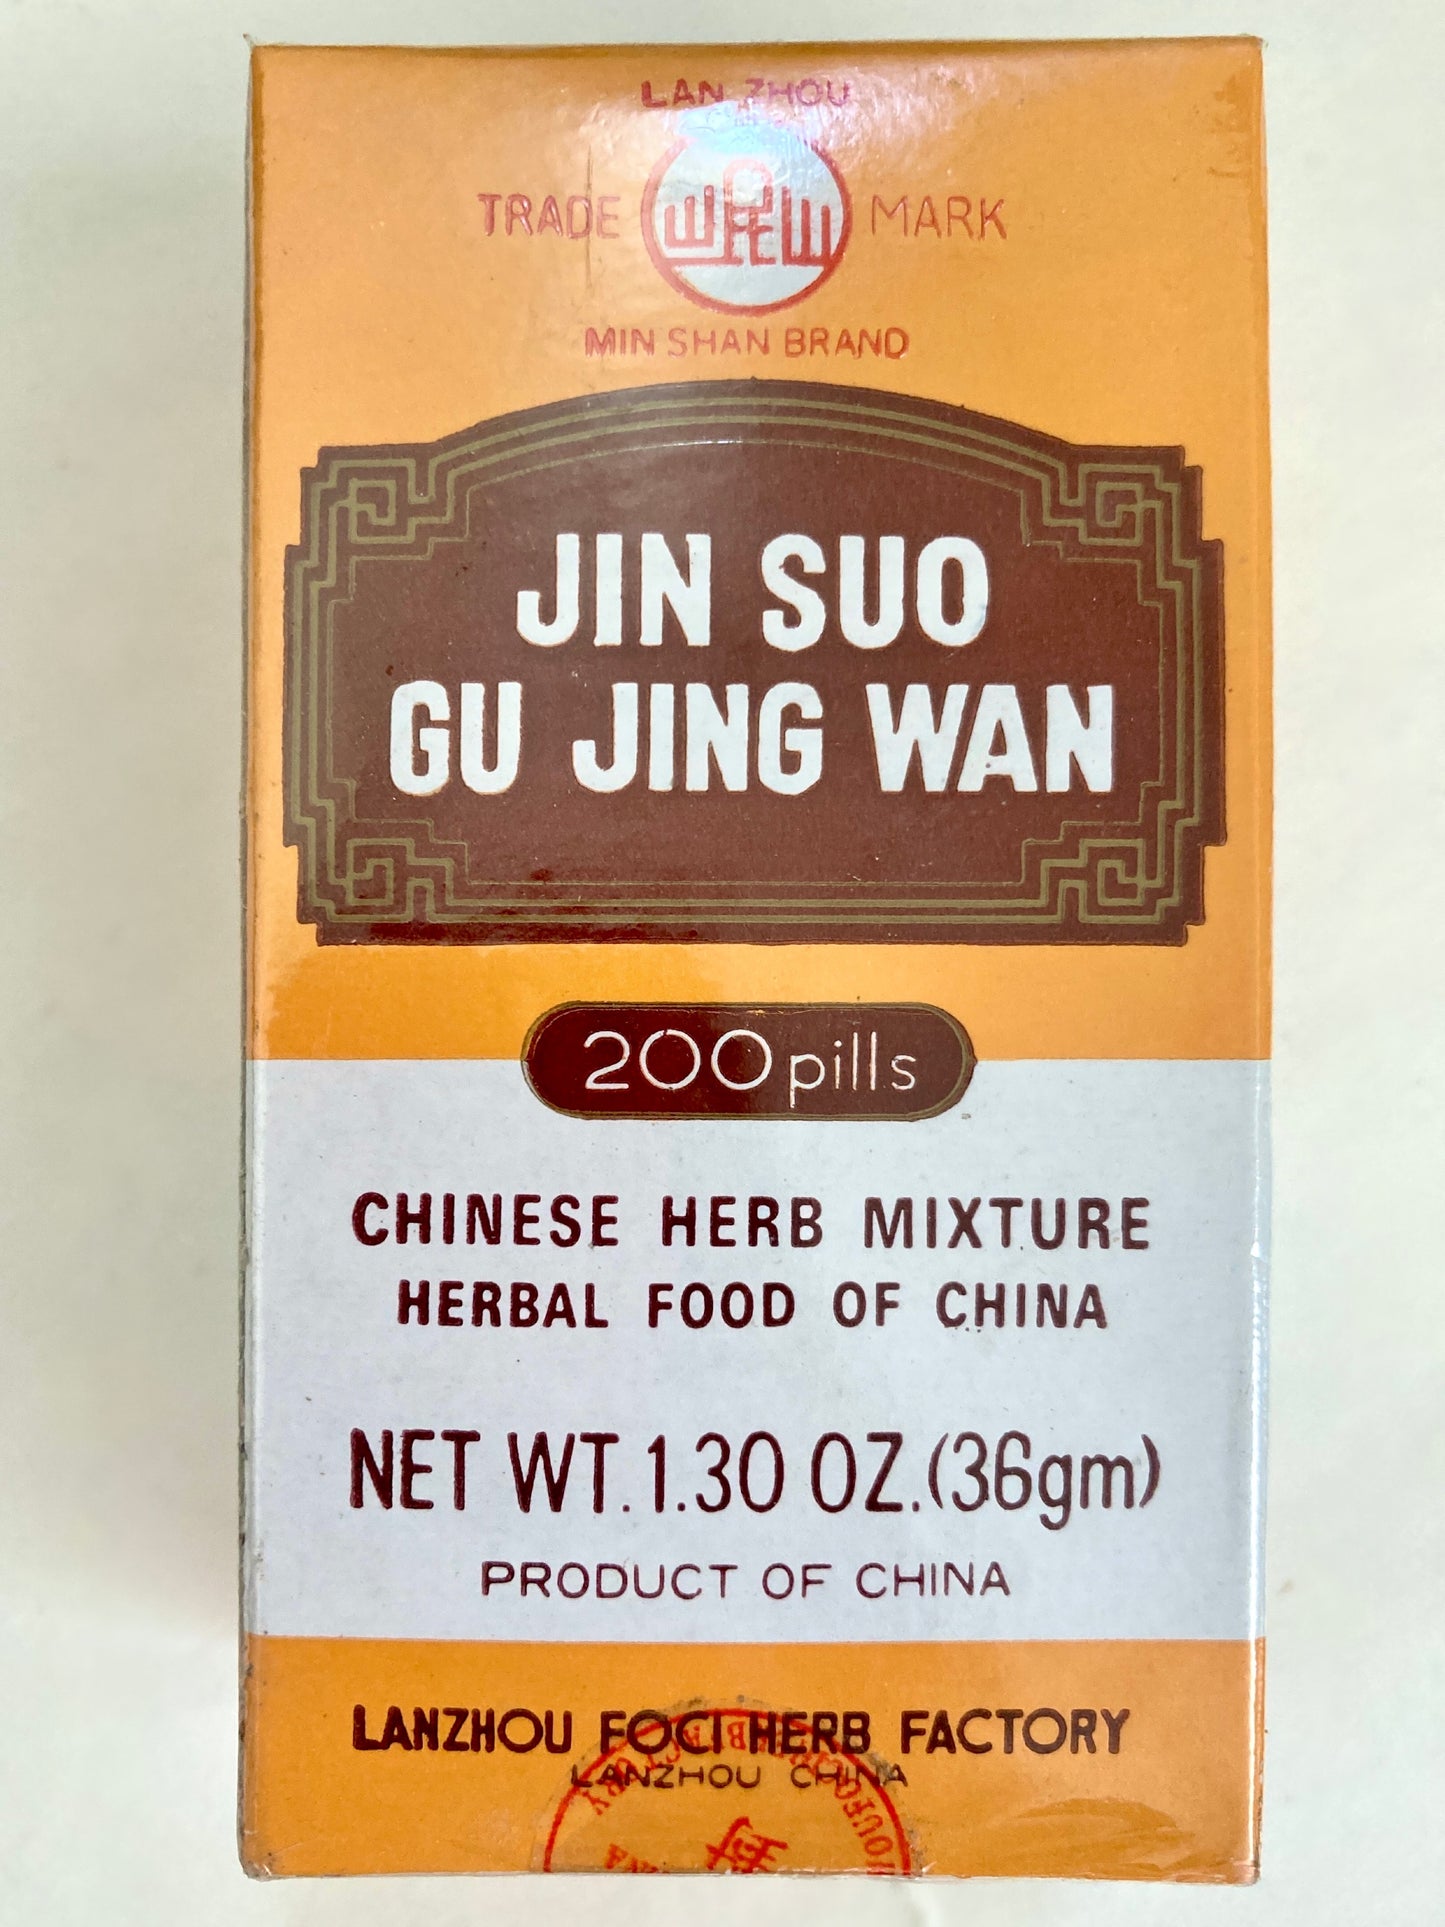 LAN ZHOU
TRADE MARK
MIN SHAN BRAND
JIN SUO
GU JING WAN
200 pills
CHINESE HERB MIXTURE
HERBAL FOOD OF CHINA
NET WT. 1.30 OZ. (36gm)
PRODUCT OF CHINA
LANZHOU FOCI HERB FACTORY
LANZHOU CHINA